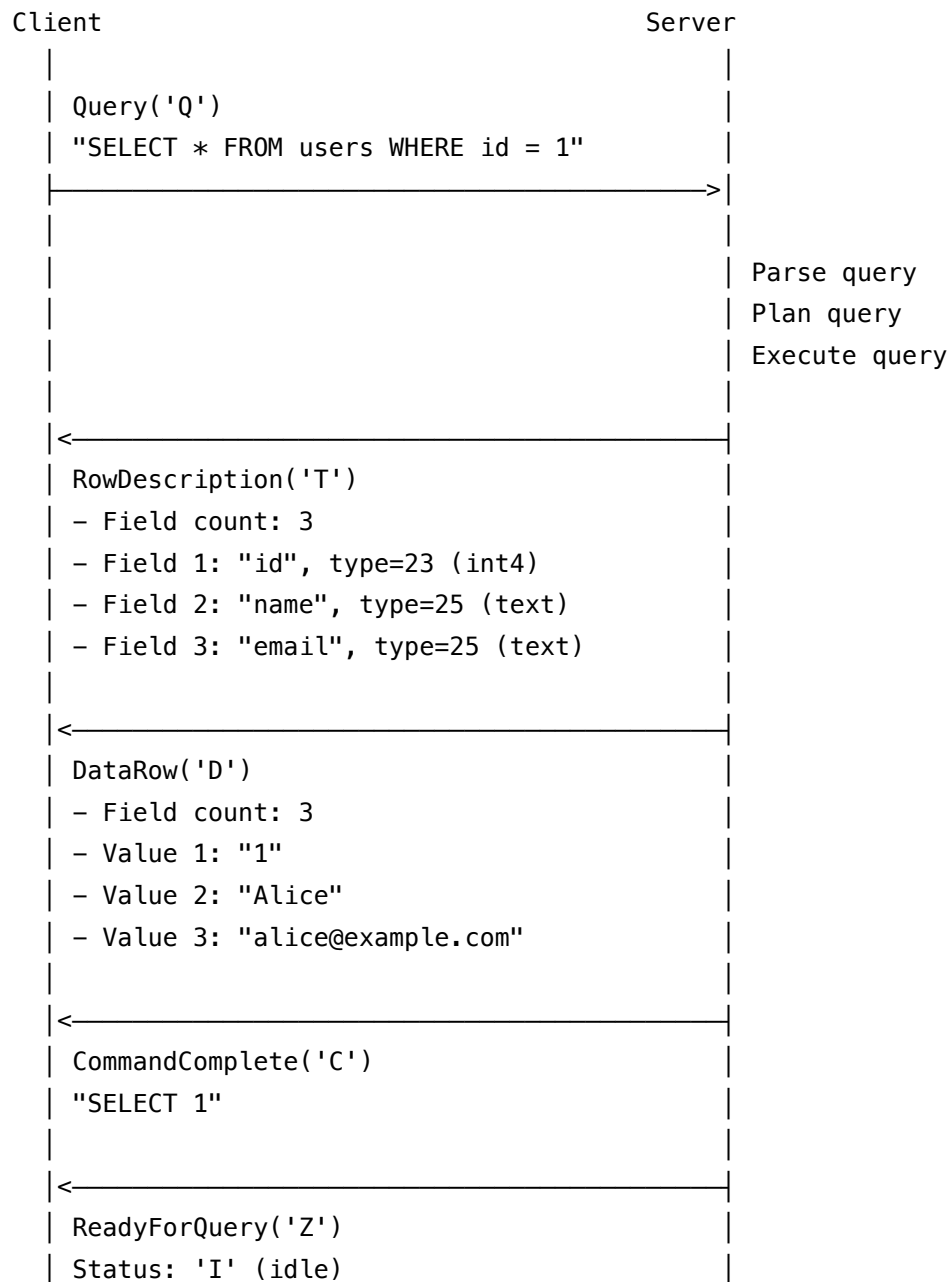 Client Server
Query('Q')
"SELECT * FROM users WHERE id = 1"
Parse query
Plan query
Execute query
RowDescription('T')
- Field count: 3
- Field 1: "id", type=23 (int4)
- Field 2: "name", type=25 (text)
- Field 3: "email", type=25 (text)
DataRow('D')
- Field count: 3
- Value 1: "1"
- Value 2: "Alice"
- Value 3: "alice@example.com"
CommandComplete('C')
"SELECT 1"
ReadyForQuery('Z')
Status: 'I' (idle)